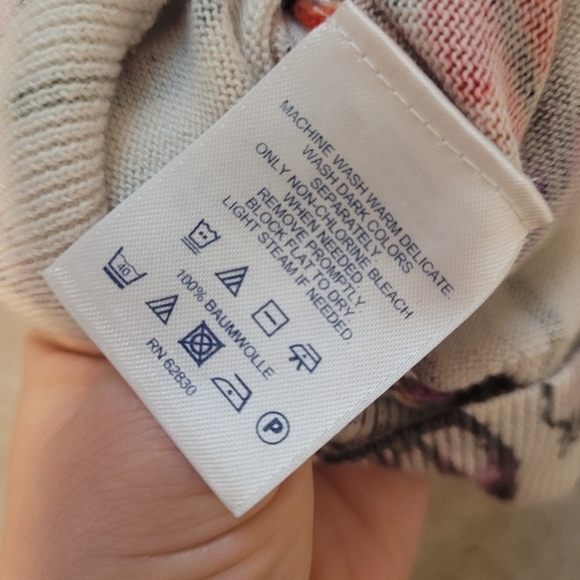 MACHINE WASH WARM DELICATE.
WASH DARK COLORS
SEPARATELY.
ONLY NON-CHLORINE BLEACH
WHEN NEEDED.
REMOVE PROMPTLY
BLOCK FLAT TO DRY
LIGHT STEAM IF NEEDED.
100% BAUMWOLLE
40
P
RN 62830